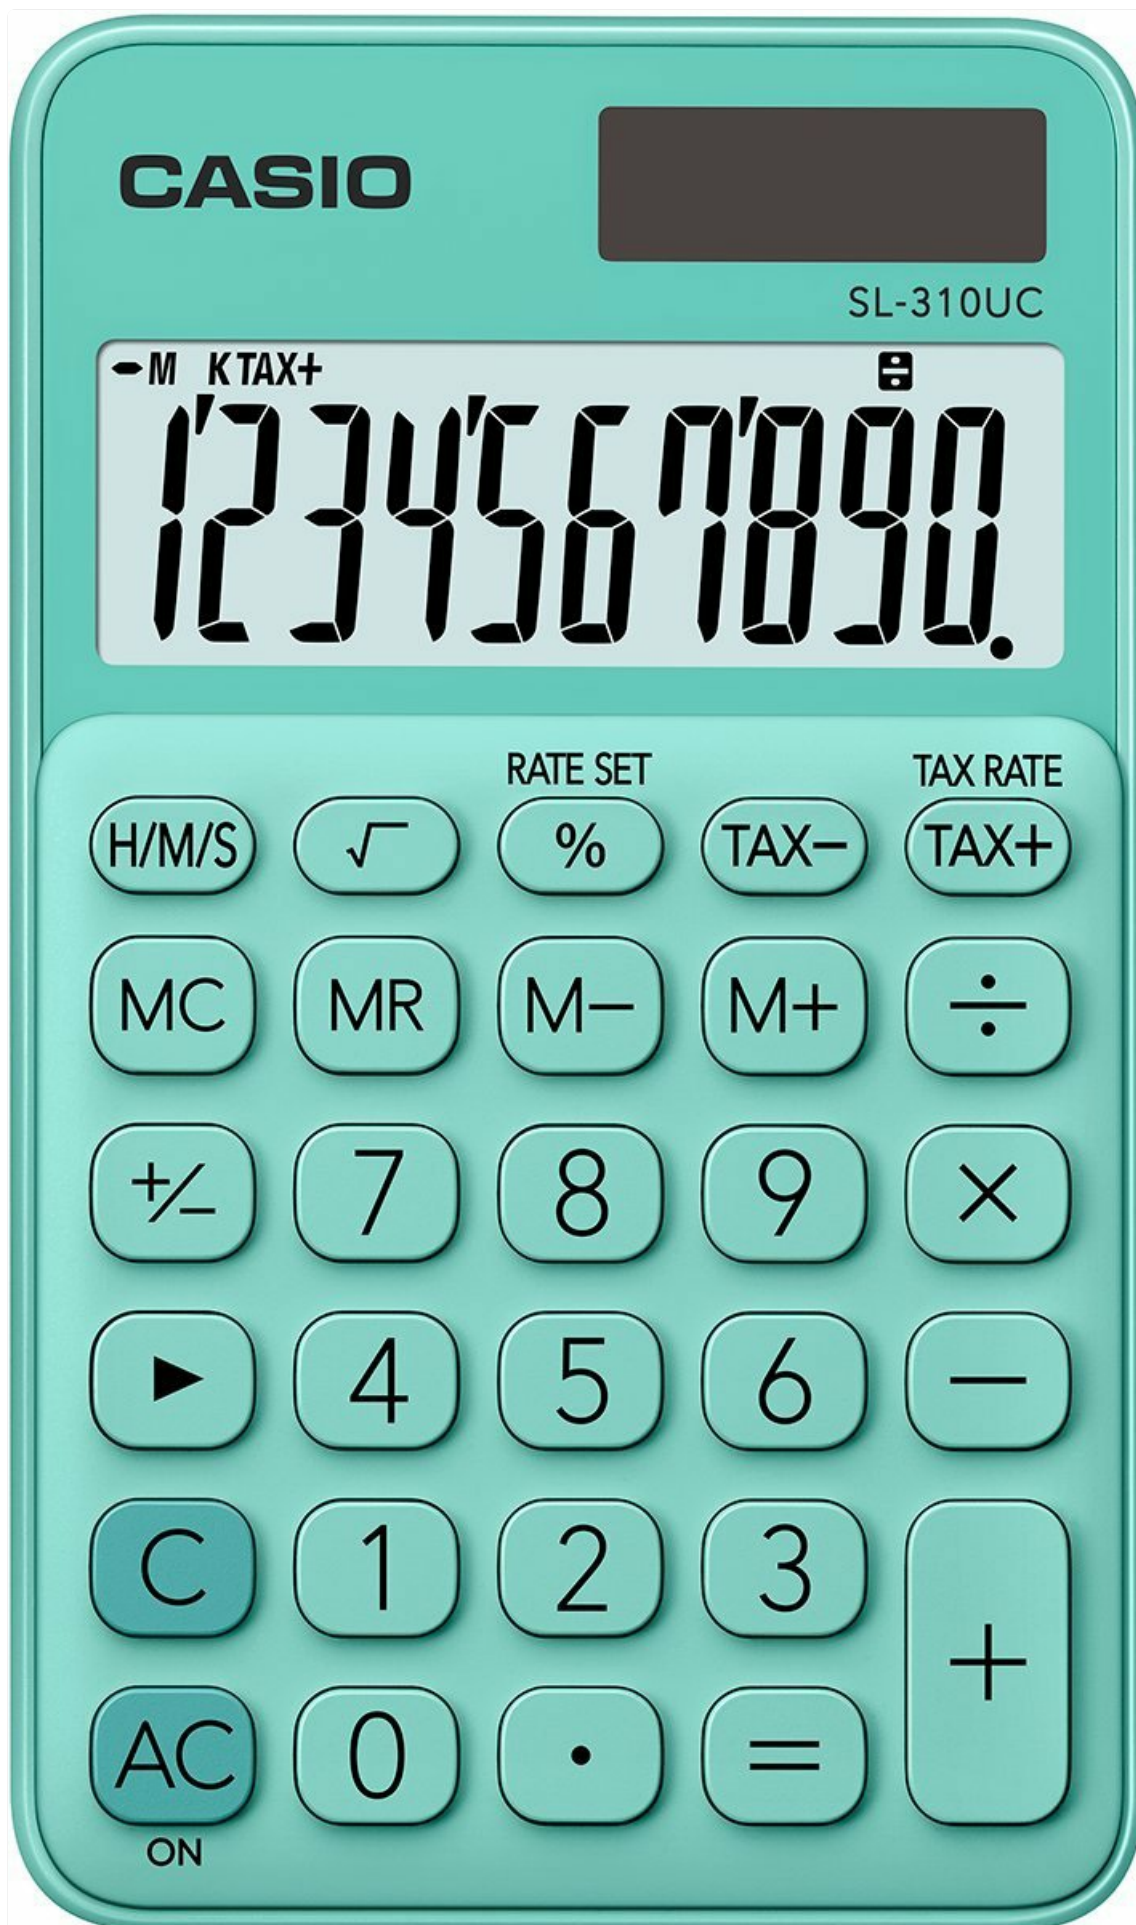 CASIO
SL-310UC
-M K TAX+ ÷
1'234'567'890.
RATE SET TAX RATE
H/M/S √ % TAX− TAX+
MC MR M− M+ ÷
+/− 7 8 9 ×
▶ 4 5 6 −
C 1 2 3
+
AC 0 · =
ON